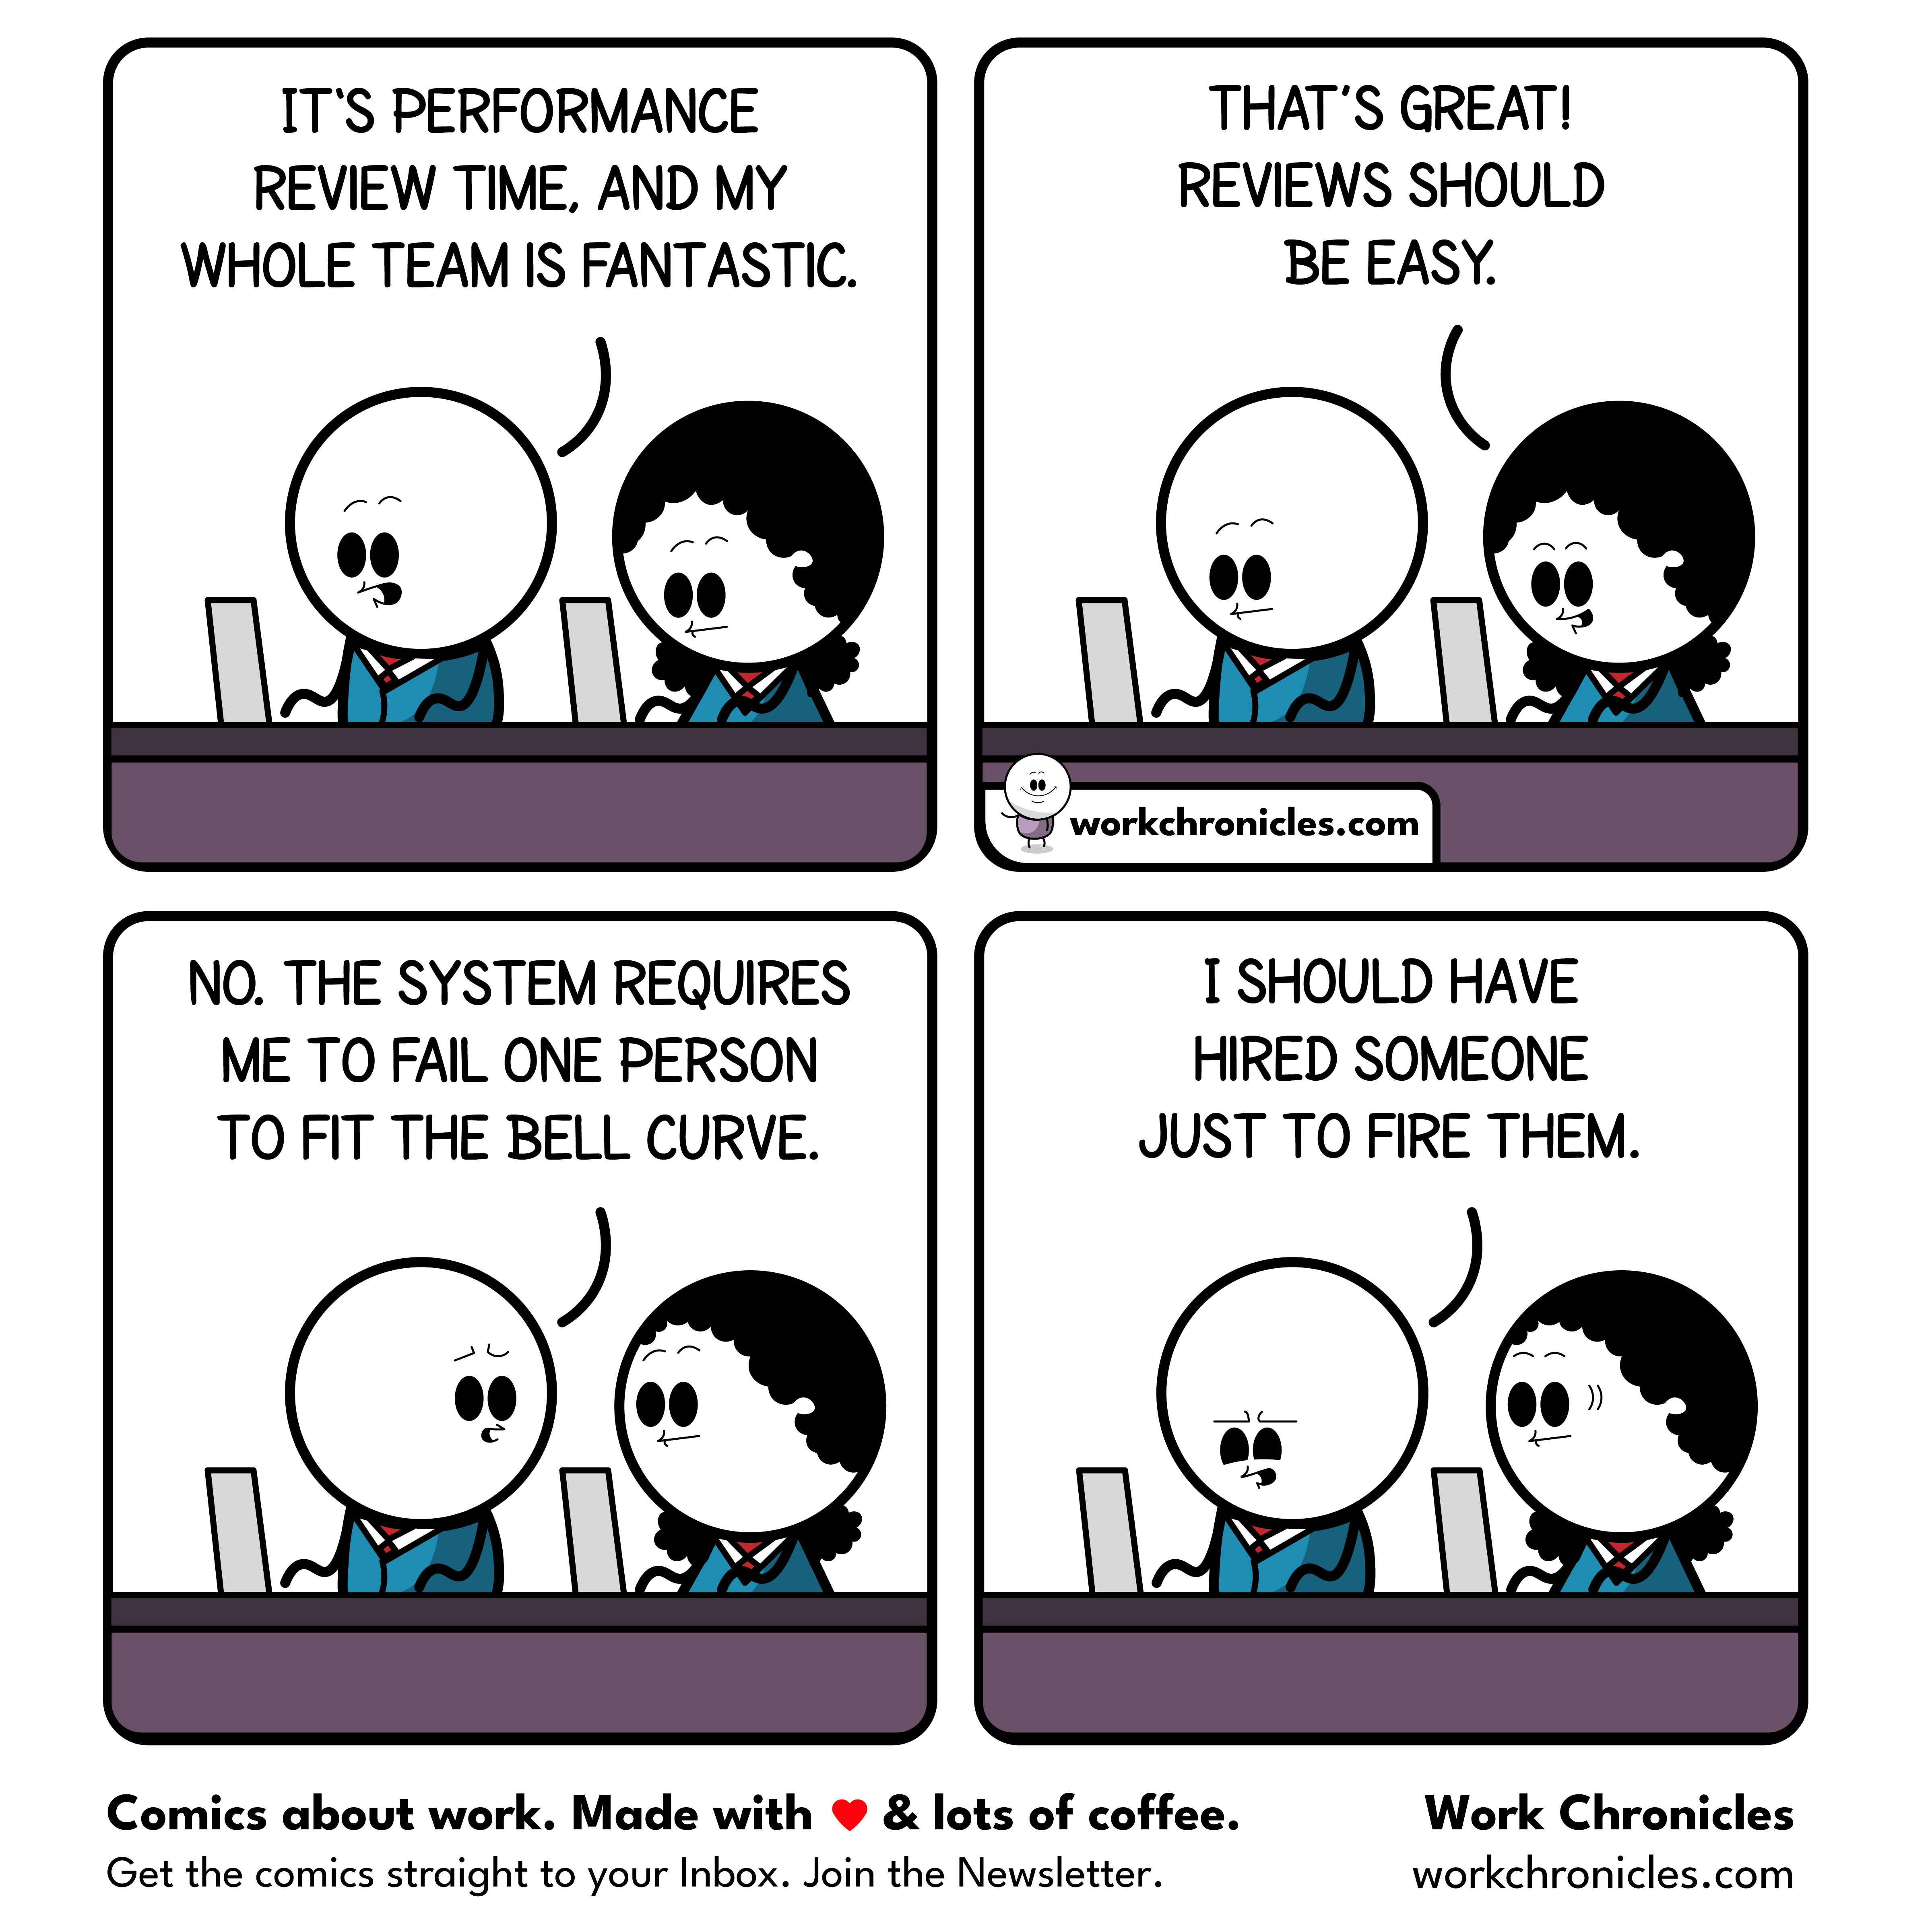 IT'S PERFORMANCE
REVIEW TIME, AND MY
WHOLE TEAM IS FANTASTIC.
THAT'S GREAT!
REVIEWS SHOULD
BE EASY.
workchronicles.com
NO. THE SYSTEM REQUIRES
ME TO FAIL ONE PERSON
TO FIT THE BELL CURVE.
I SHOULD HAVE
HIRED SOMEONE
JUST TO FIRE THEM.
Comics about work. Made with ❤ & lots of coffee.
Get the comics straight to your Inbox. Join the Newsletter.
Work Chronicles
workchronicles.com